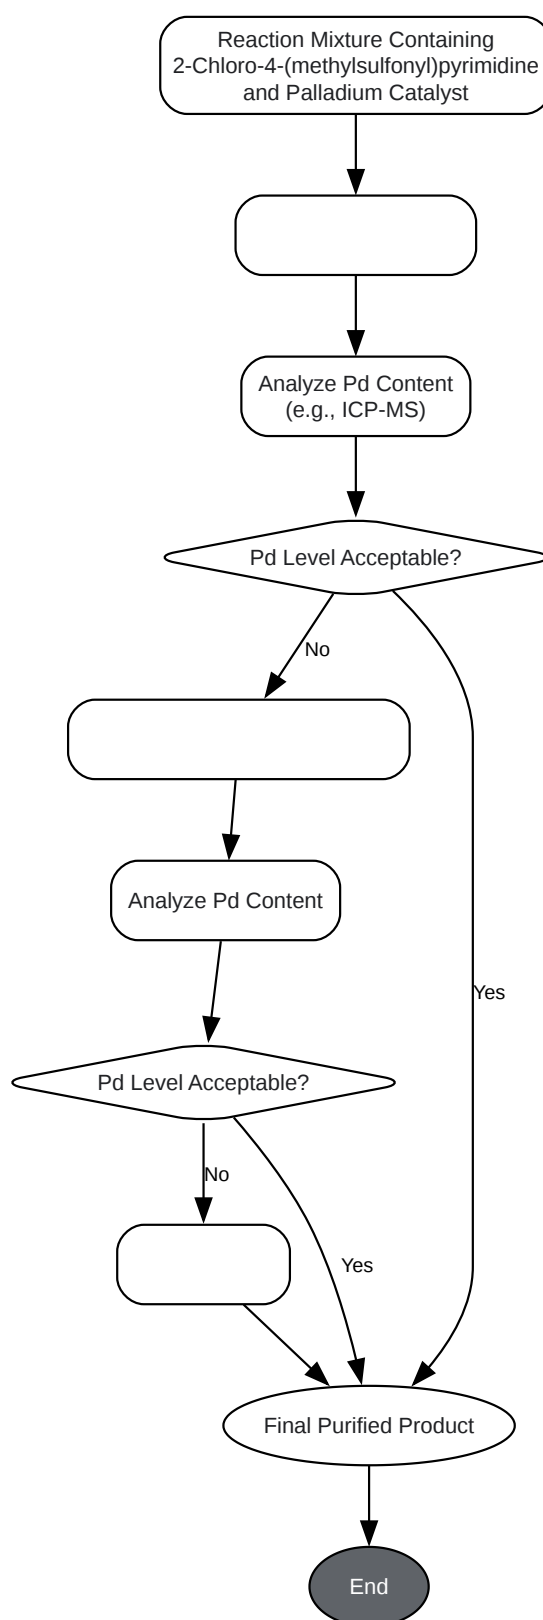 Reaction Mixture Containing
2-Chloro-4-(methylsulfonyl)pyrimidine
and Palladium Catalyst
Analyze Pd Content
(e.g., ICP-MS)
Pd Level Acceptable?
No
Analyze Pd Content
Yes
Pd Level Acceptable?
No
Yes
Final Purified Product
End